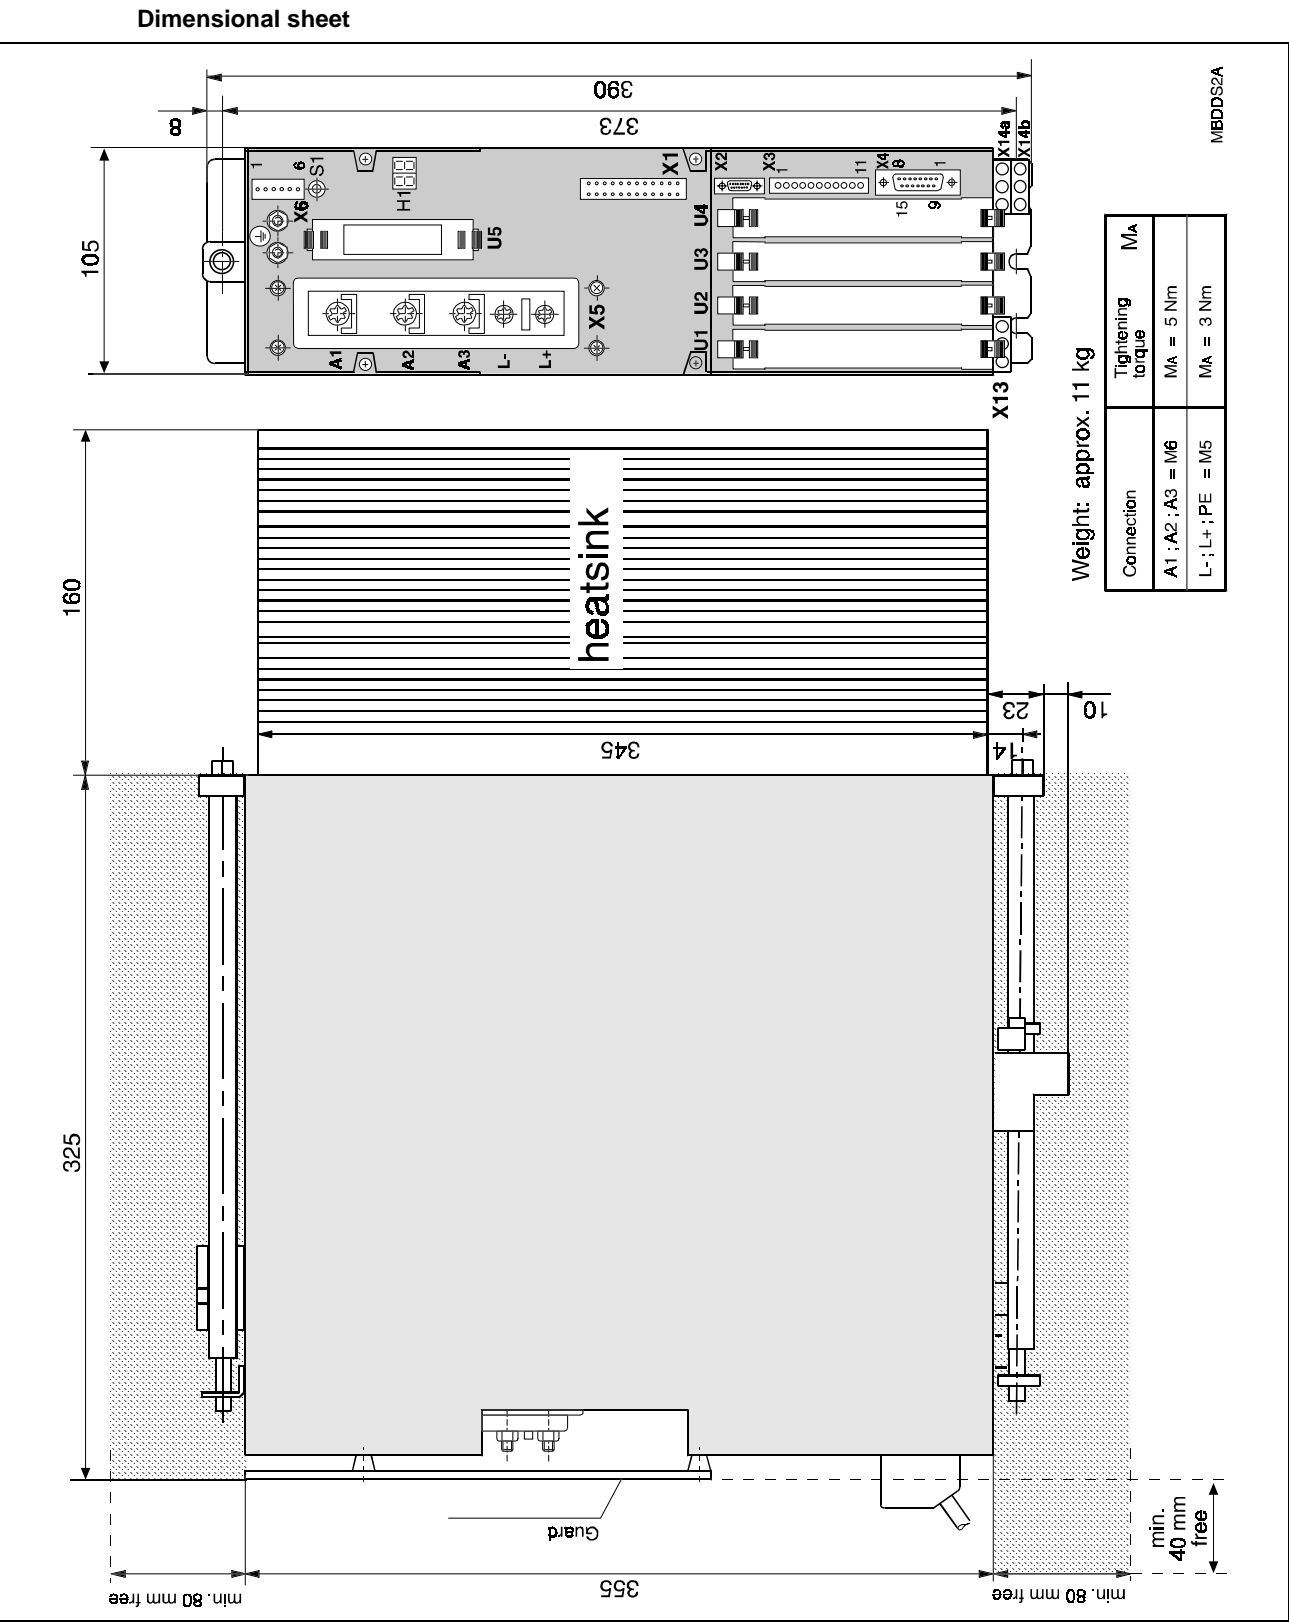 Dimensional sheet
390
8
373
MBDDS2A
105
1
6
S1
X6
H1
U5
X1
X2
X3
1
11
X4
8
1
15
9
X14a
X14b
U4
U3
U2
U1
X5
A1
A2
A3
L-
L+
X13
160
heatsink
345
23
10
14
Weight: approx. 11 kg
Connection
Tightening torque MA
A1 ; A2 ; A3 = M6
MA = 5 Nm
L- ; L+ ; PE = M5
MA = 3 Nm
325
Guard
min. 80 mm free
355
min. 80 mm free
min.
40 mm
free